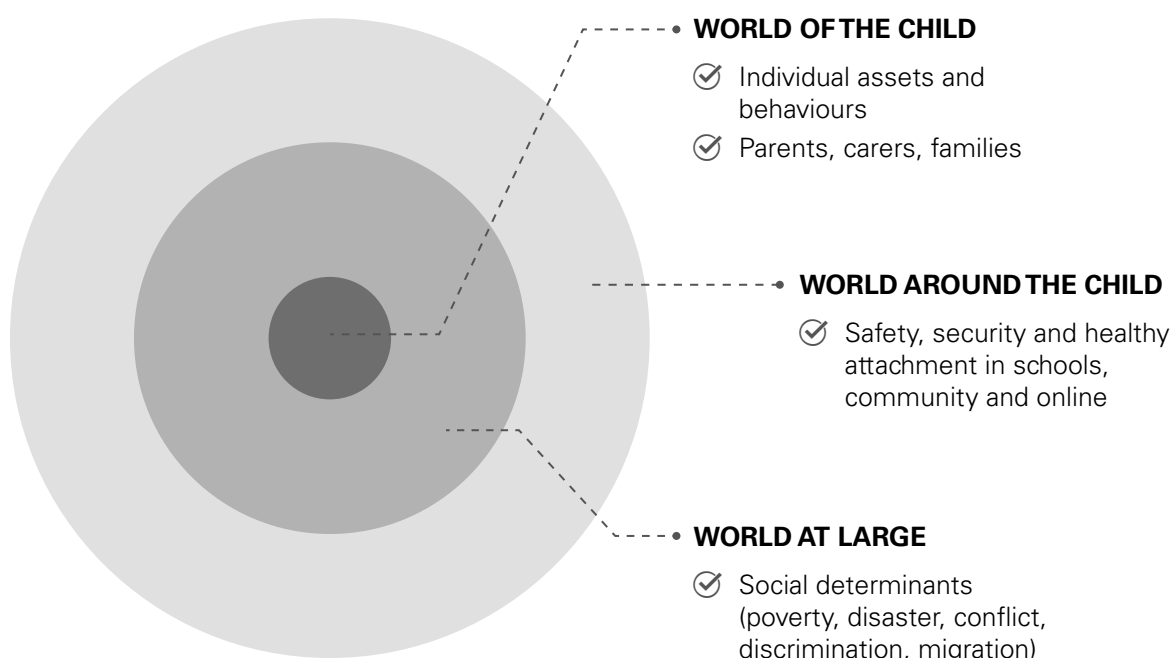 WORLD OF THE CHILD
Individual assets and
behaviours
Parents, carers, families
WORLD AROUND THE CHILD
Safety, security and healthy
attachment in schools,
community and online
WORLD AT LARGE
Social determinants
(poverty, disaster, conflict,
discrimination, migration)